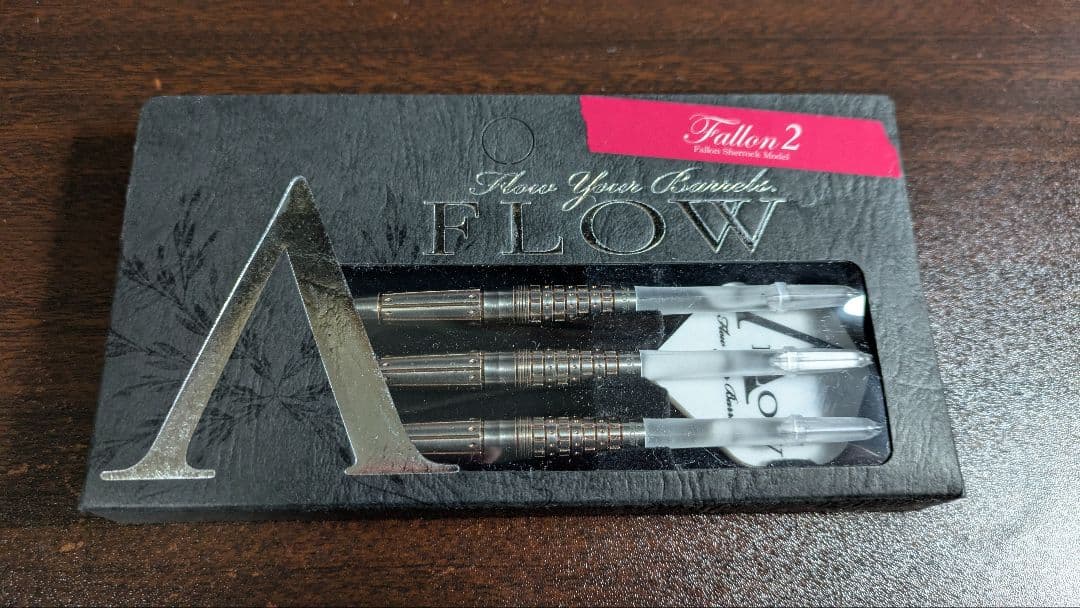 Fallon 2
Fallon Sherrock Model
Flow Your Barrels.
FLOW
Λ